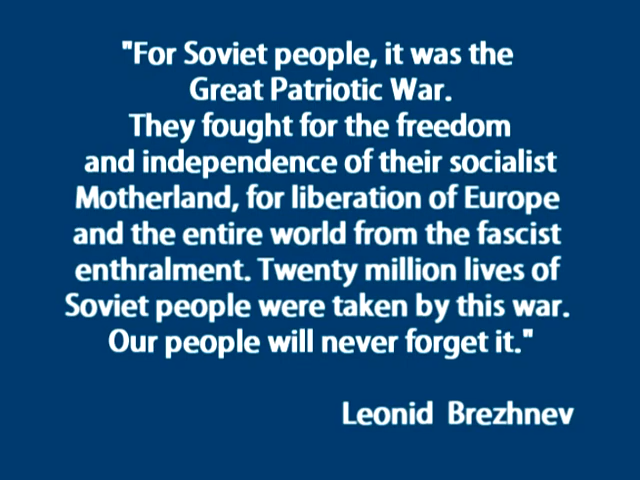 "For Soviet people, it was the
Great Patriotic War.
They fought for the freedom
and independence of their socialist
Motherland, for liberation of Europe
and the entire world from the fascist
enthralment. Twenty million lives of
Soviet people were taken by this war.
Our people will never forget it."
Leonid Brezhnev